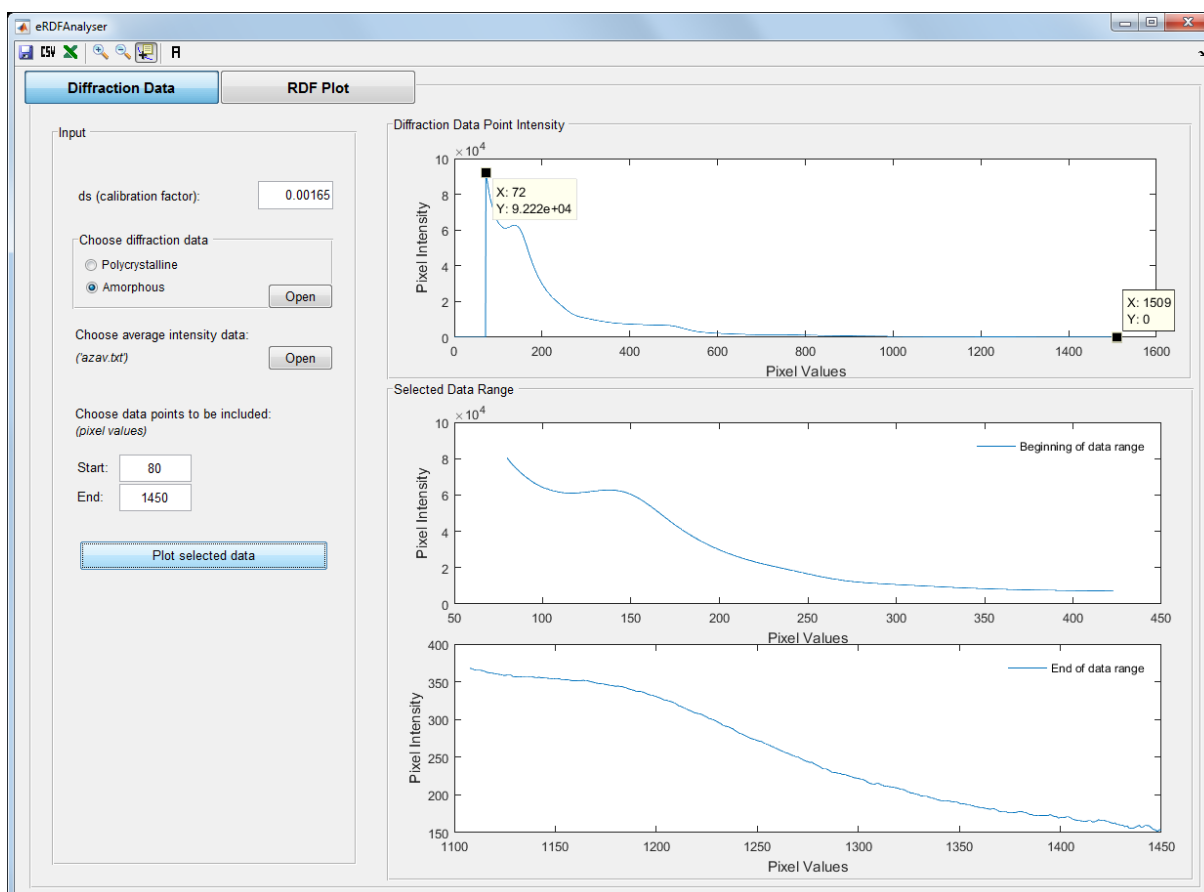 eRDFAnalyser
CSV
R
Diffraction Data
RDF Plot
Input
ds (calibration factor):
0.00165
Choose diffraction data
Polycrystalline
Amorphous
Open
Choose average intensity data:
('azav.txt')
Open
Choose data points to be included:
(pixel values)
Start:
80
End:
1450
Plot selected data
Diffraction Data Point Intensity
× 10^4
10
8
6
4
2
0
Pixel Intensity
X: 72
Y: 9.222e+04
X: 1509
Y: 0
0 200 400 600 800 1000 1200 1400 1600
Pixel Values
Selected Data Range
× 10^4
10
8
6
4
2
0
Pixel Intensity
Beginning of data range
50 100 150 200 250 300 350 400 450
Pixel Values
400
350
300
250
200
150
Pixel Intensity
End of data range
1100 1150 1200 1250 1300 1350 1400 1450
Pixel Values